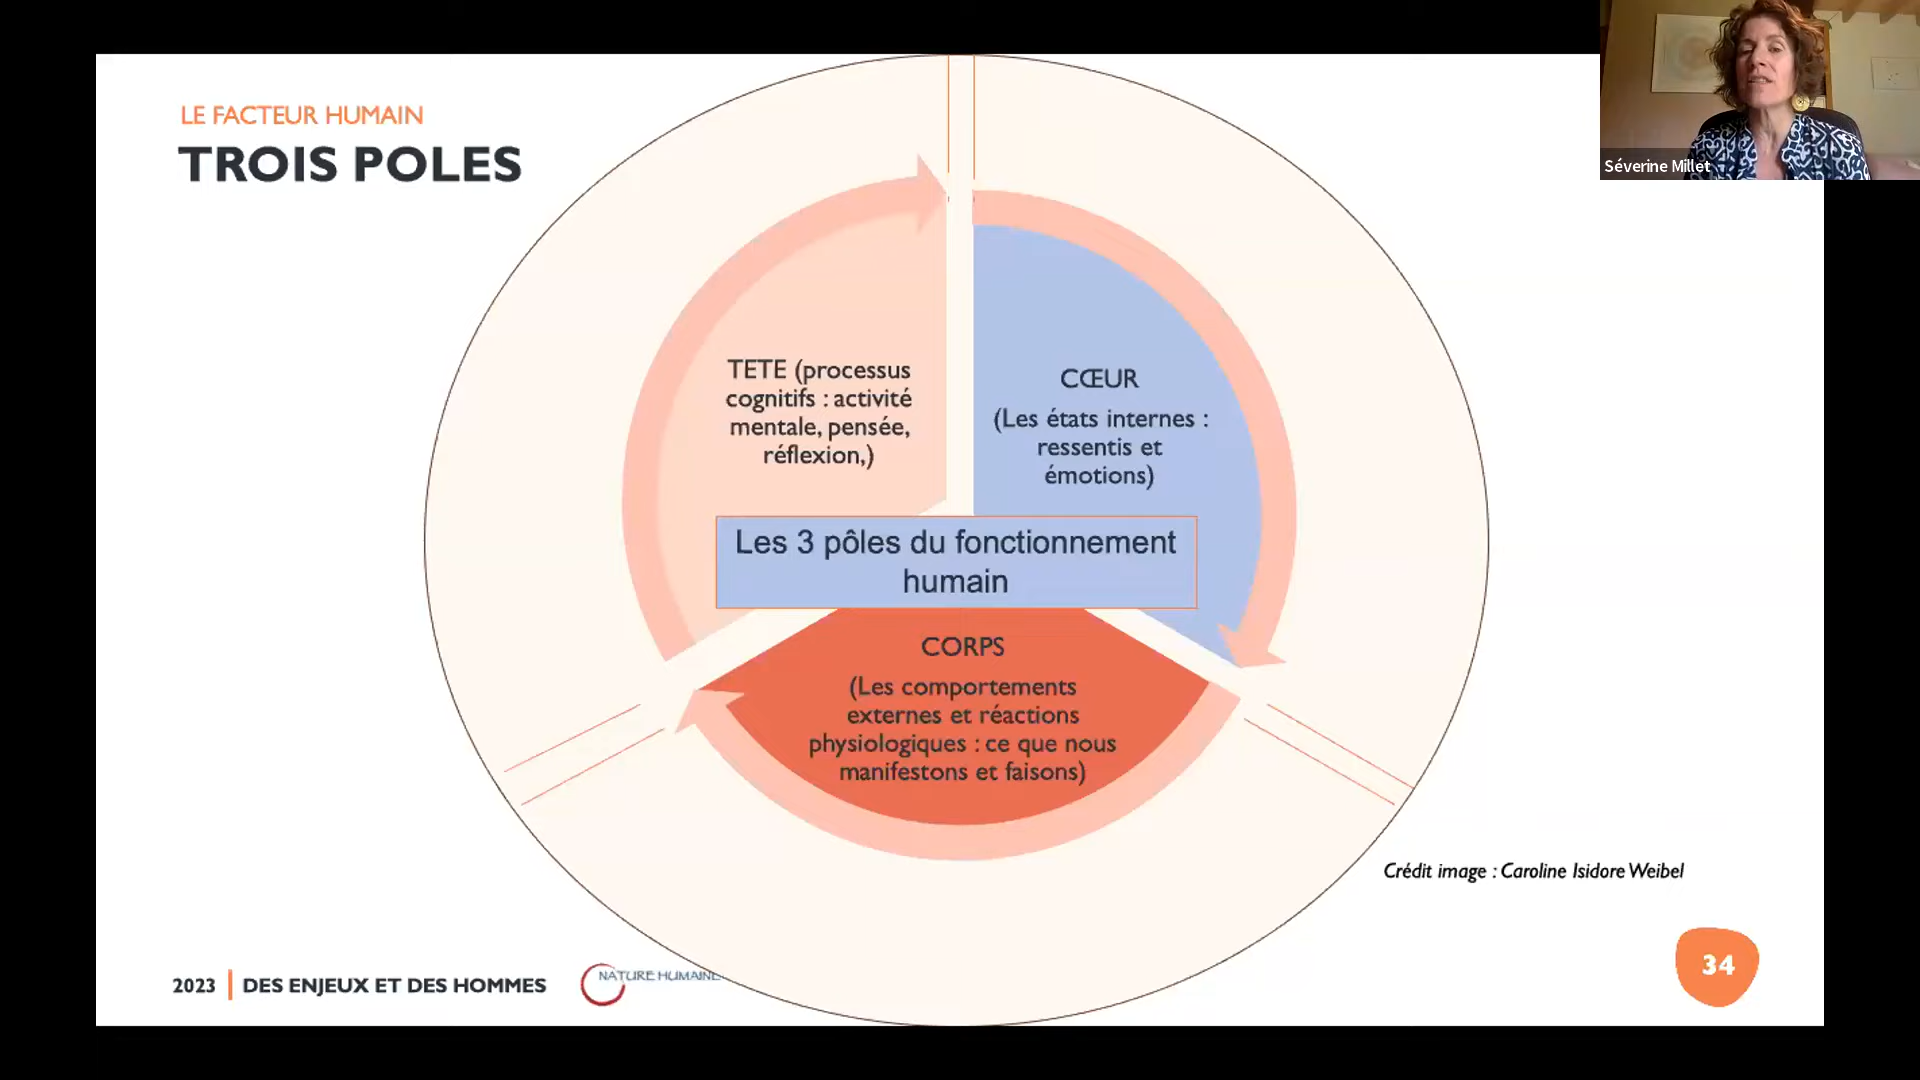 LE FACTEUR HUMAIN
TROIS POLES
Séverine Millet
TETE (processus
cognitifs : activité
mentale, pensée,
réflexion,)
CŒUR
(Les états internes :
ressentis et
émotions)
Les 3 pôles du fonctionnement
humain
CORPS
(Les comportements
externes et réactions
physiologiques : ce que nous
manifestons et faisons)
Crédit image : Caroline Isidore Weibel
2023 | DES ENJEUX ET DES HOMMES
NATURE HUMAINE
34